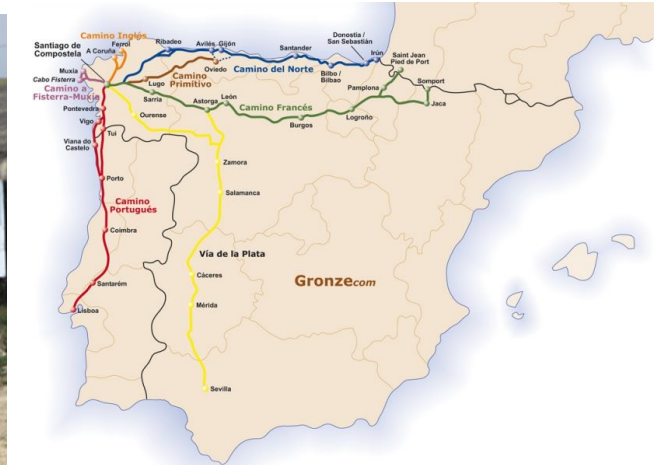 Camino Inglés
Ferrol
A Coruña
Ribadeo
Avilés
Gijón
Santander
Donostía /
San Sebastián
Irún
Saint Jean
Pied de Port
Santiago de
Compostela
Muxia
Cabo Fisterra
Camino a
Fisterra-Muxía
Oviedo
Camino
Primitivo
Camino del Norte
Bilbo /
Bilbao
Pamplona
Somport
Lugo
Sarria
Astorga
León
Camino Francés
Jaca
Pontevedra
Vigo
Ourense
Burgos
Logroño
Tui
Viana do
Castelo
Zamora
Porto
Salamanca
Camino
Portugués
Coimbra
Vía de la Plata
Cáceres
Gronze.com
Santarém
Mérida
Lisboa
Sevilla